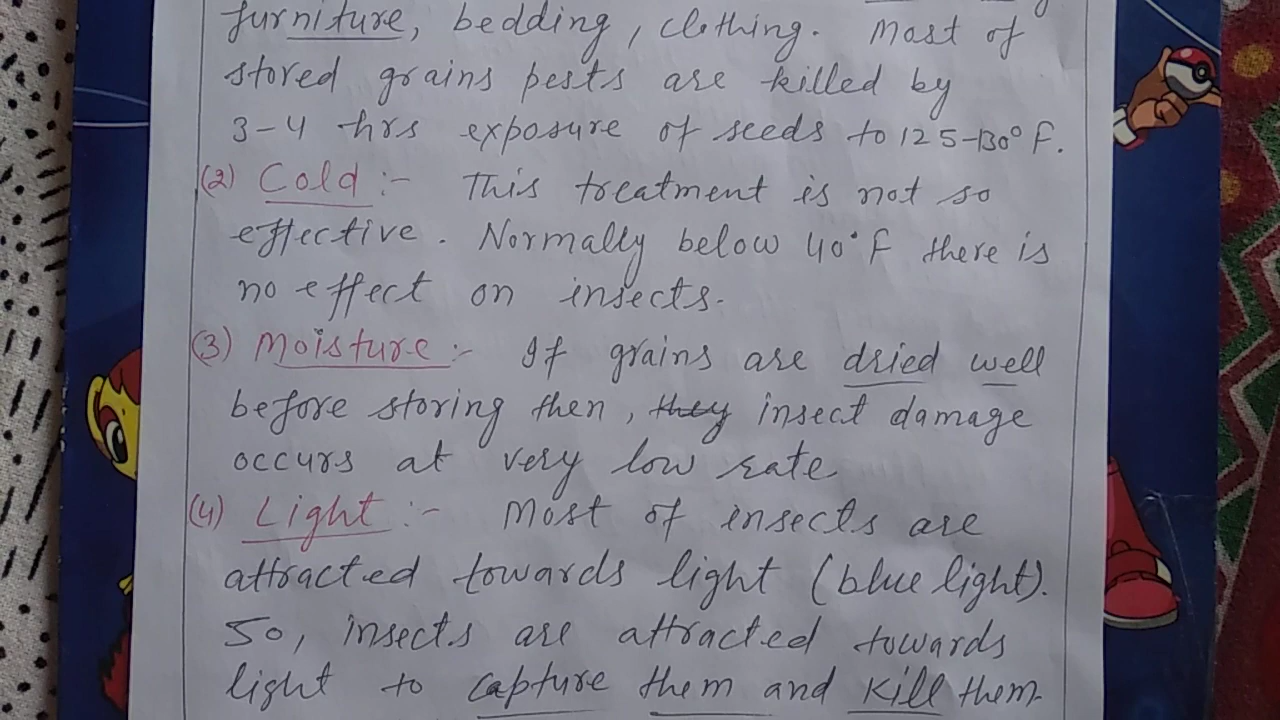 furniture, bedding, clothing. Most of
stored grains pests are killed by
3-4 hrs exposure of seeds to 125-130° F.
(2) Cold :- This treatment is not so
effective. Normally below 40° F there is
no effect on insects.
(3) Moisture :- If grains are dried well
before storing then, they insect damage
occurs at very low rate
(4) Light :- Most of insects are
attracted towards light (blue light).
So, insects are attracted towards
light to capture them and kill them.